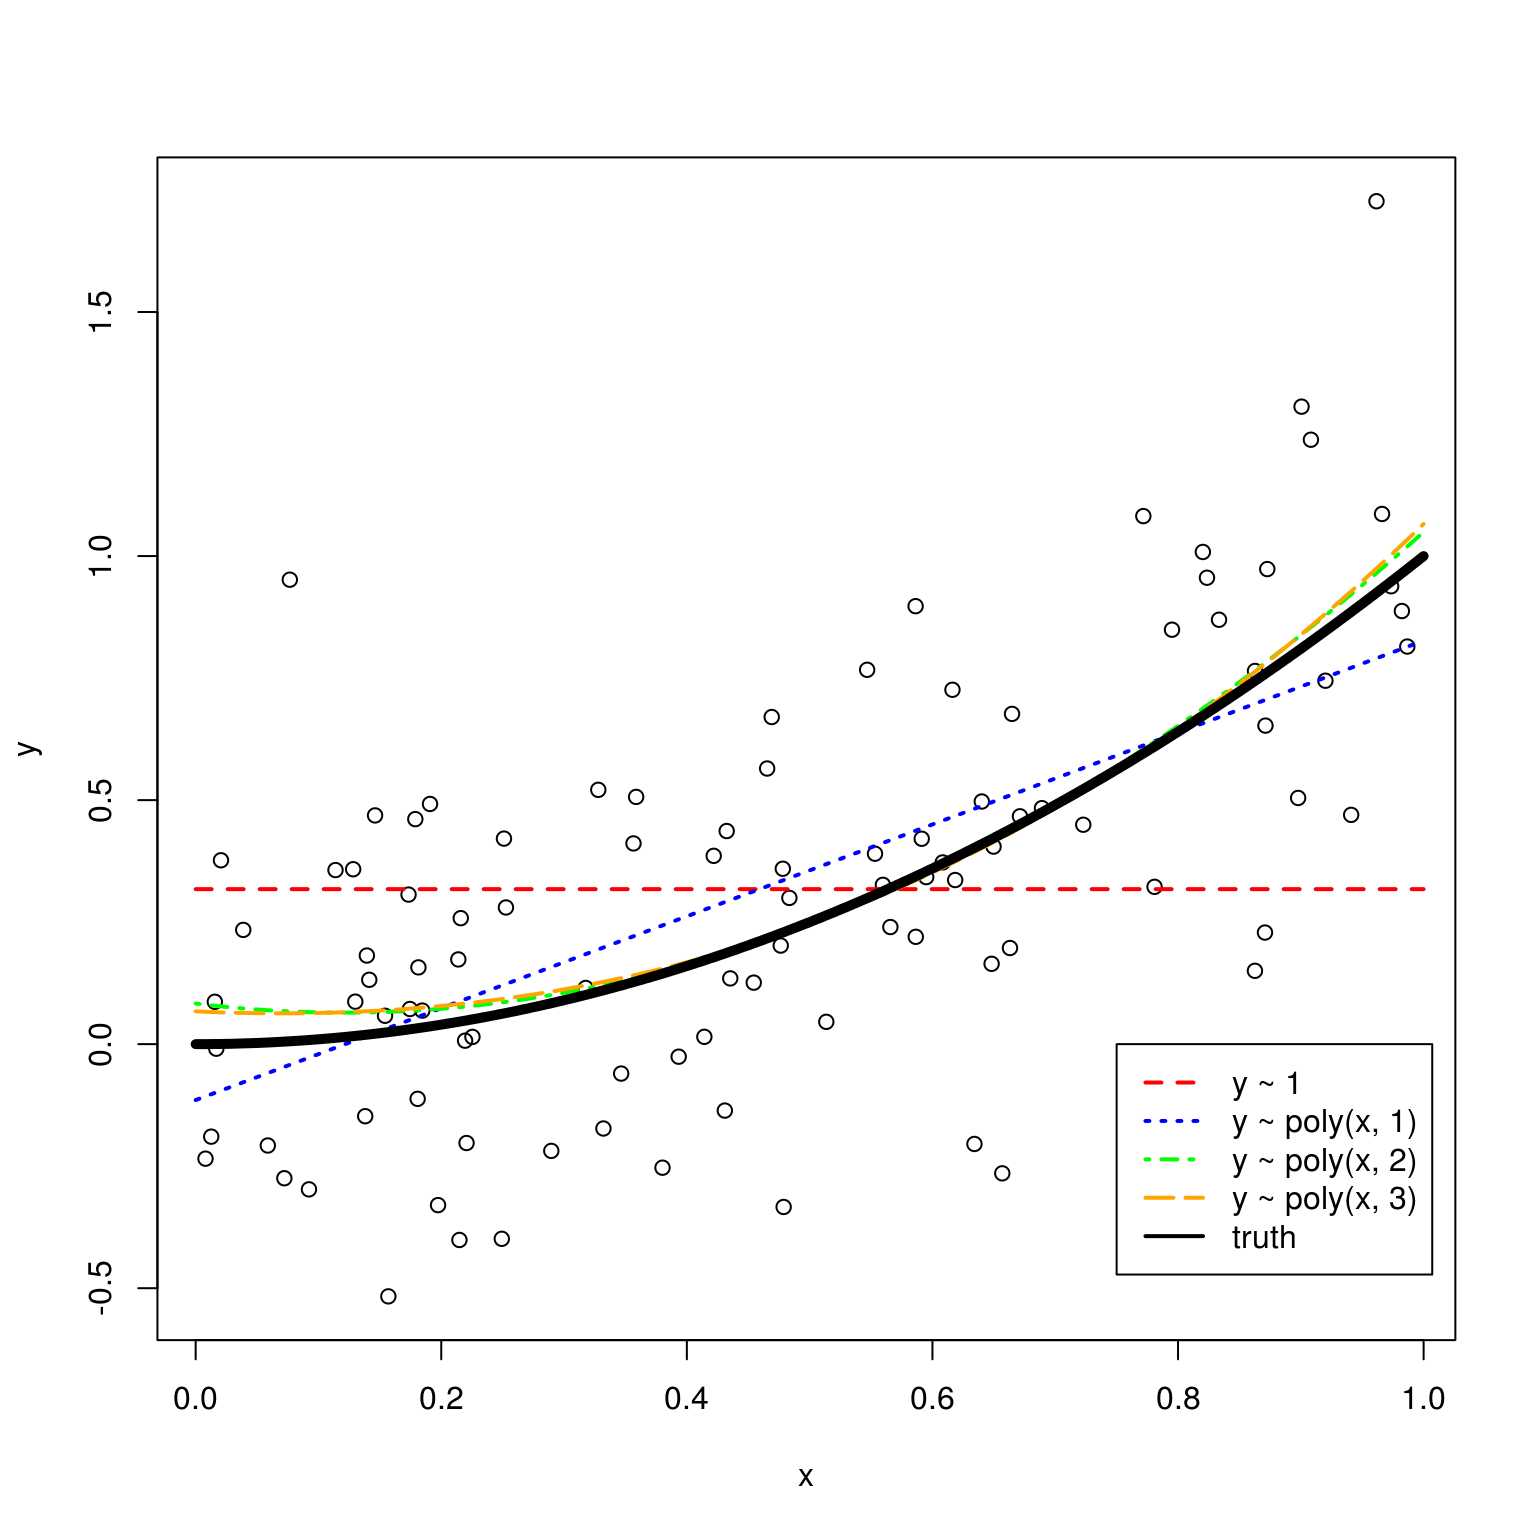 1.5
1.0
0.5
0.0
-0.5
y
0.0 0.2 0.4 0.6 0.8 1.0
x
y ~ 1
y ~ poly(x, 1)
y ~ poly(x, 2)
y ~ poly(x, 3)
truth